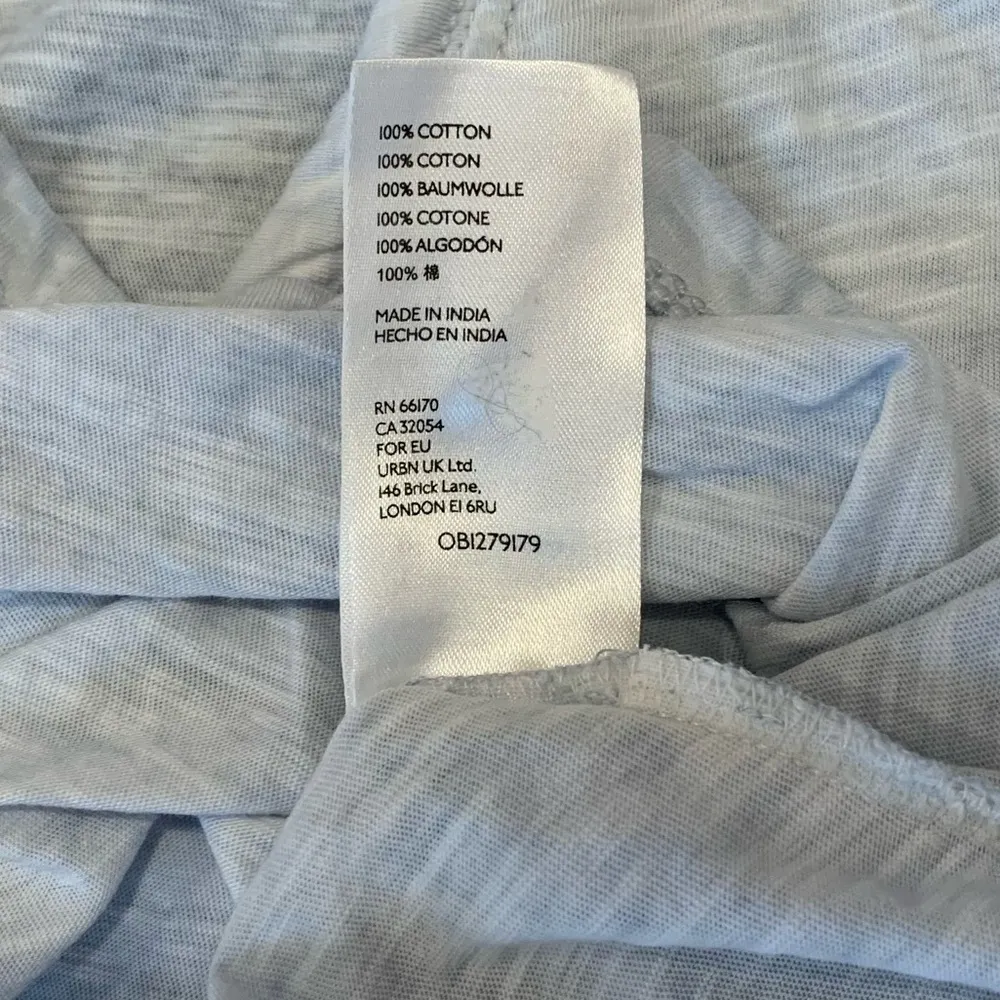 100% COTTON
100% COTON
100% BAUMWOLLE
100% COTONE
100% ALGODÓN
100% 棉
MADE IN INDIA
HECHO EN INDIA
RN 66170
CA 32054
FOR EU
URBN UK Ltd.
146 Brick Lane,
LONDON E1 6RU
OB1279179